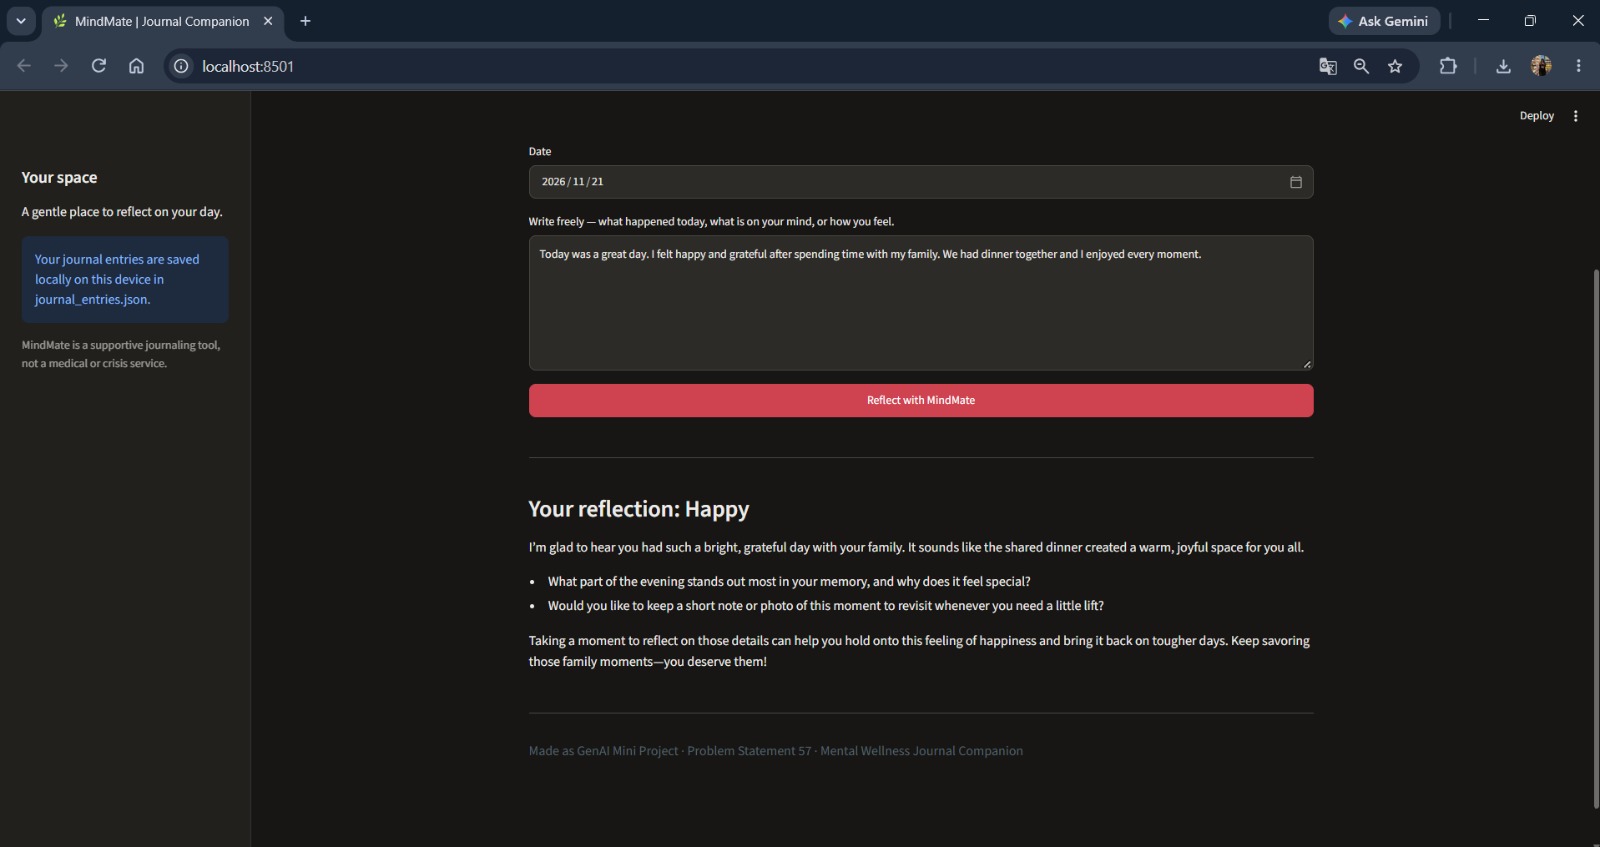 MindMate | Journal Companion
Ask Gemini
localhost:8501
Deploy
Your space
A gentle place to reflect on your day.
Your journal entries are saved
locally on this device in
journal_entries.json.
MindMate is a supportive journaling tool,
not a medical or crisis service.
Date
2026/11/21
Write freely — what happened today, what is on your mind, or how you feel.
Today was a great day. I felt happy and grateful after spending time with my family. We had dinner together and I enjoyed every moment.
Reflect with MindMate
Your reflection: Happy
I'm glad to hear you had such a bright, grateful day with your family. It sounds like the shared dinner created a warm, joyful space for you all.
• What part of the evening stands out most in your memory, and why does it feel special?
• Would you like to keep a short note or photo of this moment to revisit whenever you need a little lift?
Taking a moment to reflect on those details can help you hold onto this feeling of happiness and bring it back on tougher days. Keep savoring
those family moments—you deserve them!
Made as GenAI Mini Project · Problem Statement 57 · Mental Wellness Journal Companion